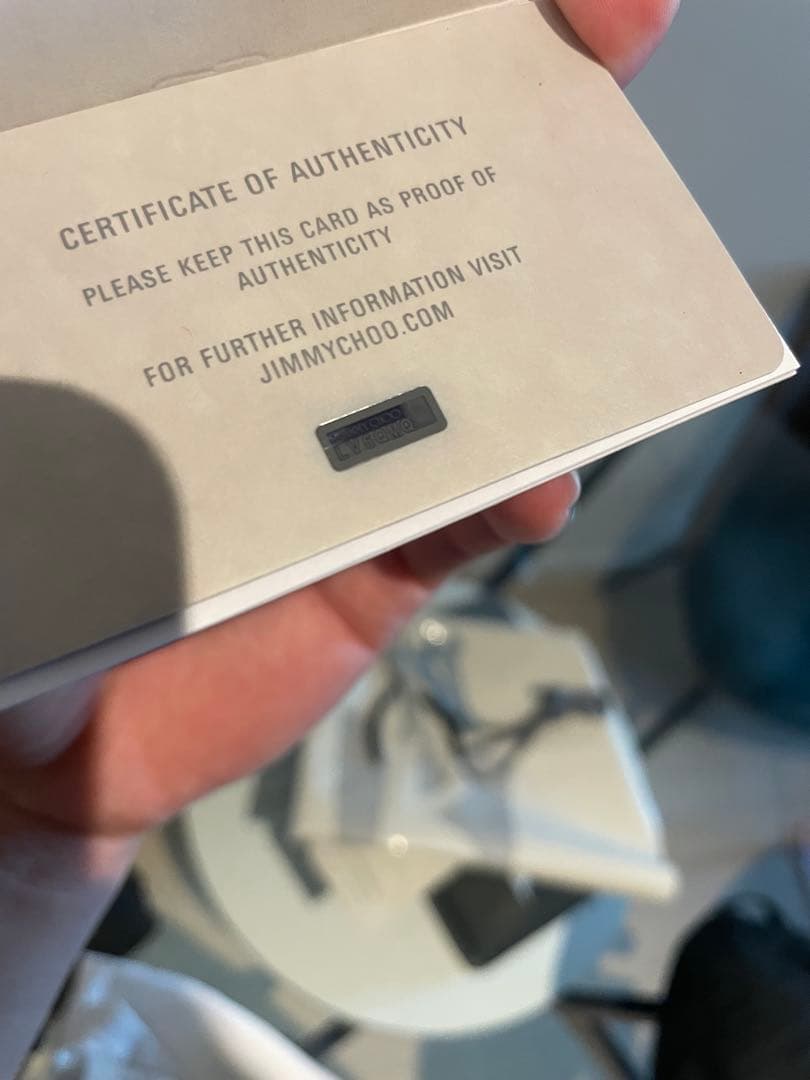 CERTIFICATE OF AUTHENTICITY
PLEASE KEEP THIS CARD AS PROOF OF
AUTHENTICITY
FOR FURTHER INFORMATION VISIT
JIMMYCHOO.COM